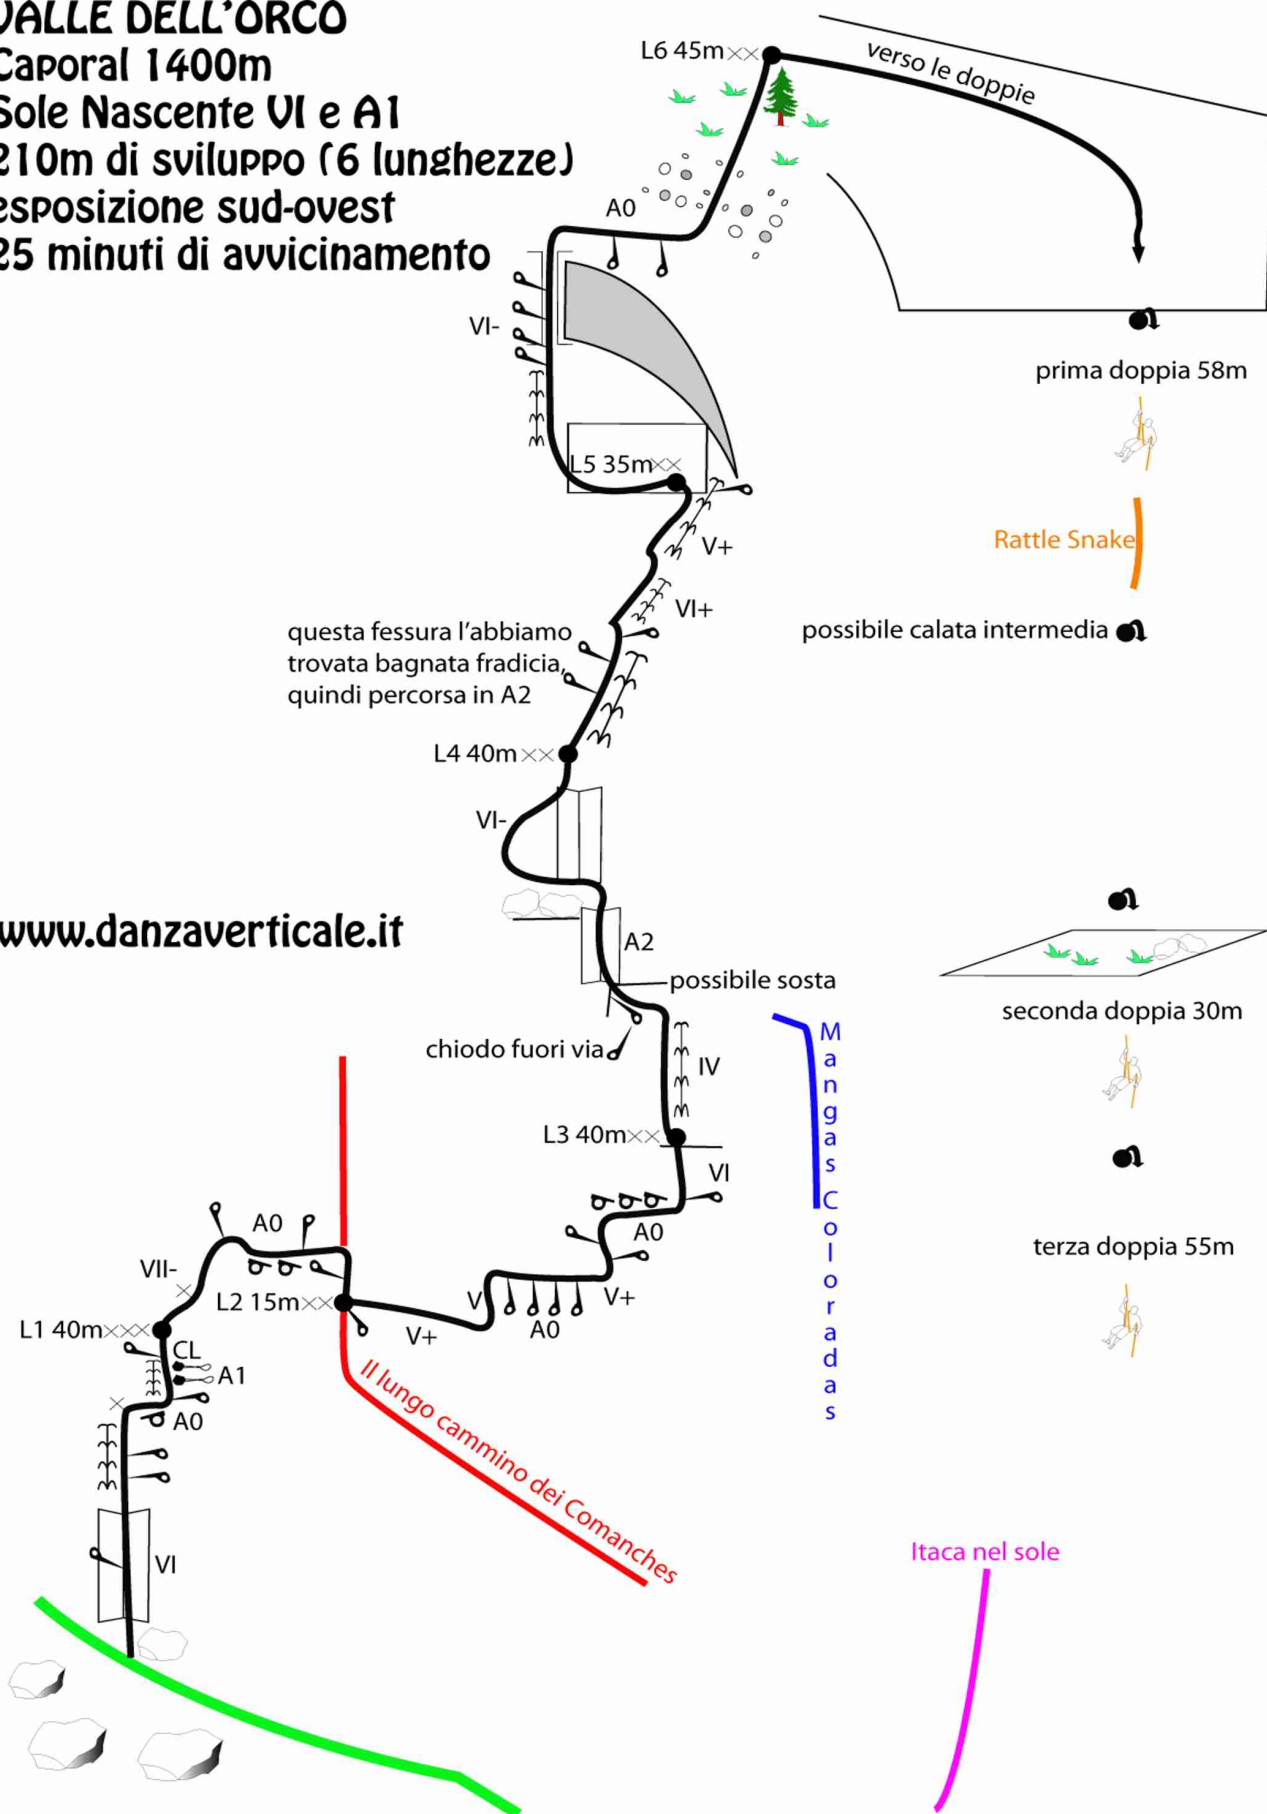 VALLE DELL'ORCO
Caporal 1400m
Sole Nascente VI e A1
210m di sviluppo (6 lunghezze)
esposizione sud-ovest
25 minuti di avvicinamento
L6 45m
verso le doppie
A0
VI-
prima doppia 58m
L5 35m
V+
Rattle Snake
VI+
possibile calata intermedia
questa fessura l'abbiamo
trovata bagnata fradicia,
quindi percorsa in A2
L4 40m
VI-
www.danzaverticale.it
A2
possibile sosta
seconda doppia 30m
chiodo fuori via
IV
Mangas Coloradas
L3 40m
VI
A0
A0
terza doppia 55m
VII-
L2 15m
V
V+
A0
L1 40m
V+
CL
A1
A0
Il lungo cammino dei Comanches
VI
Itaca nel sole